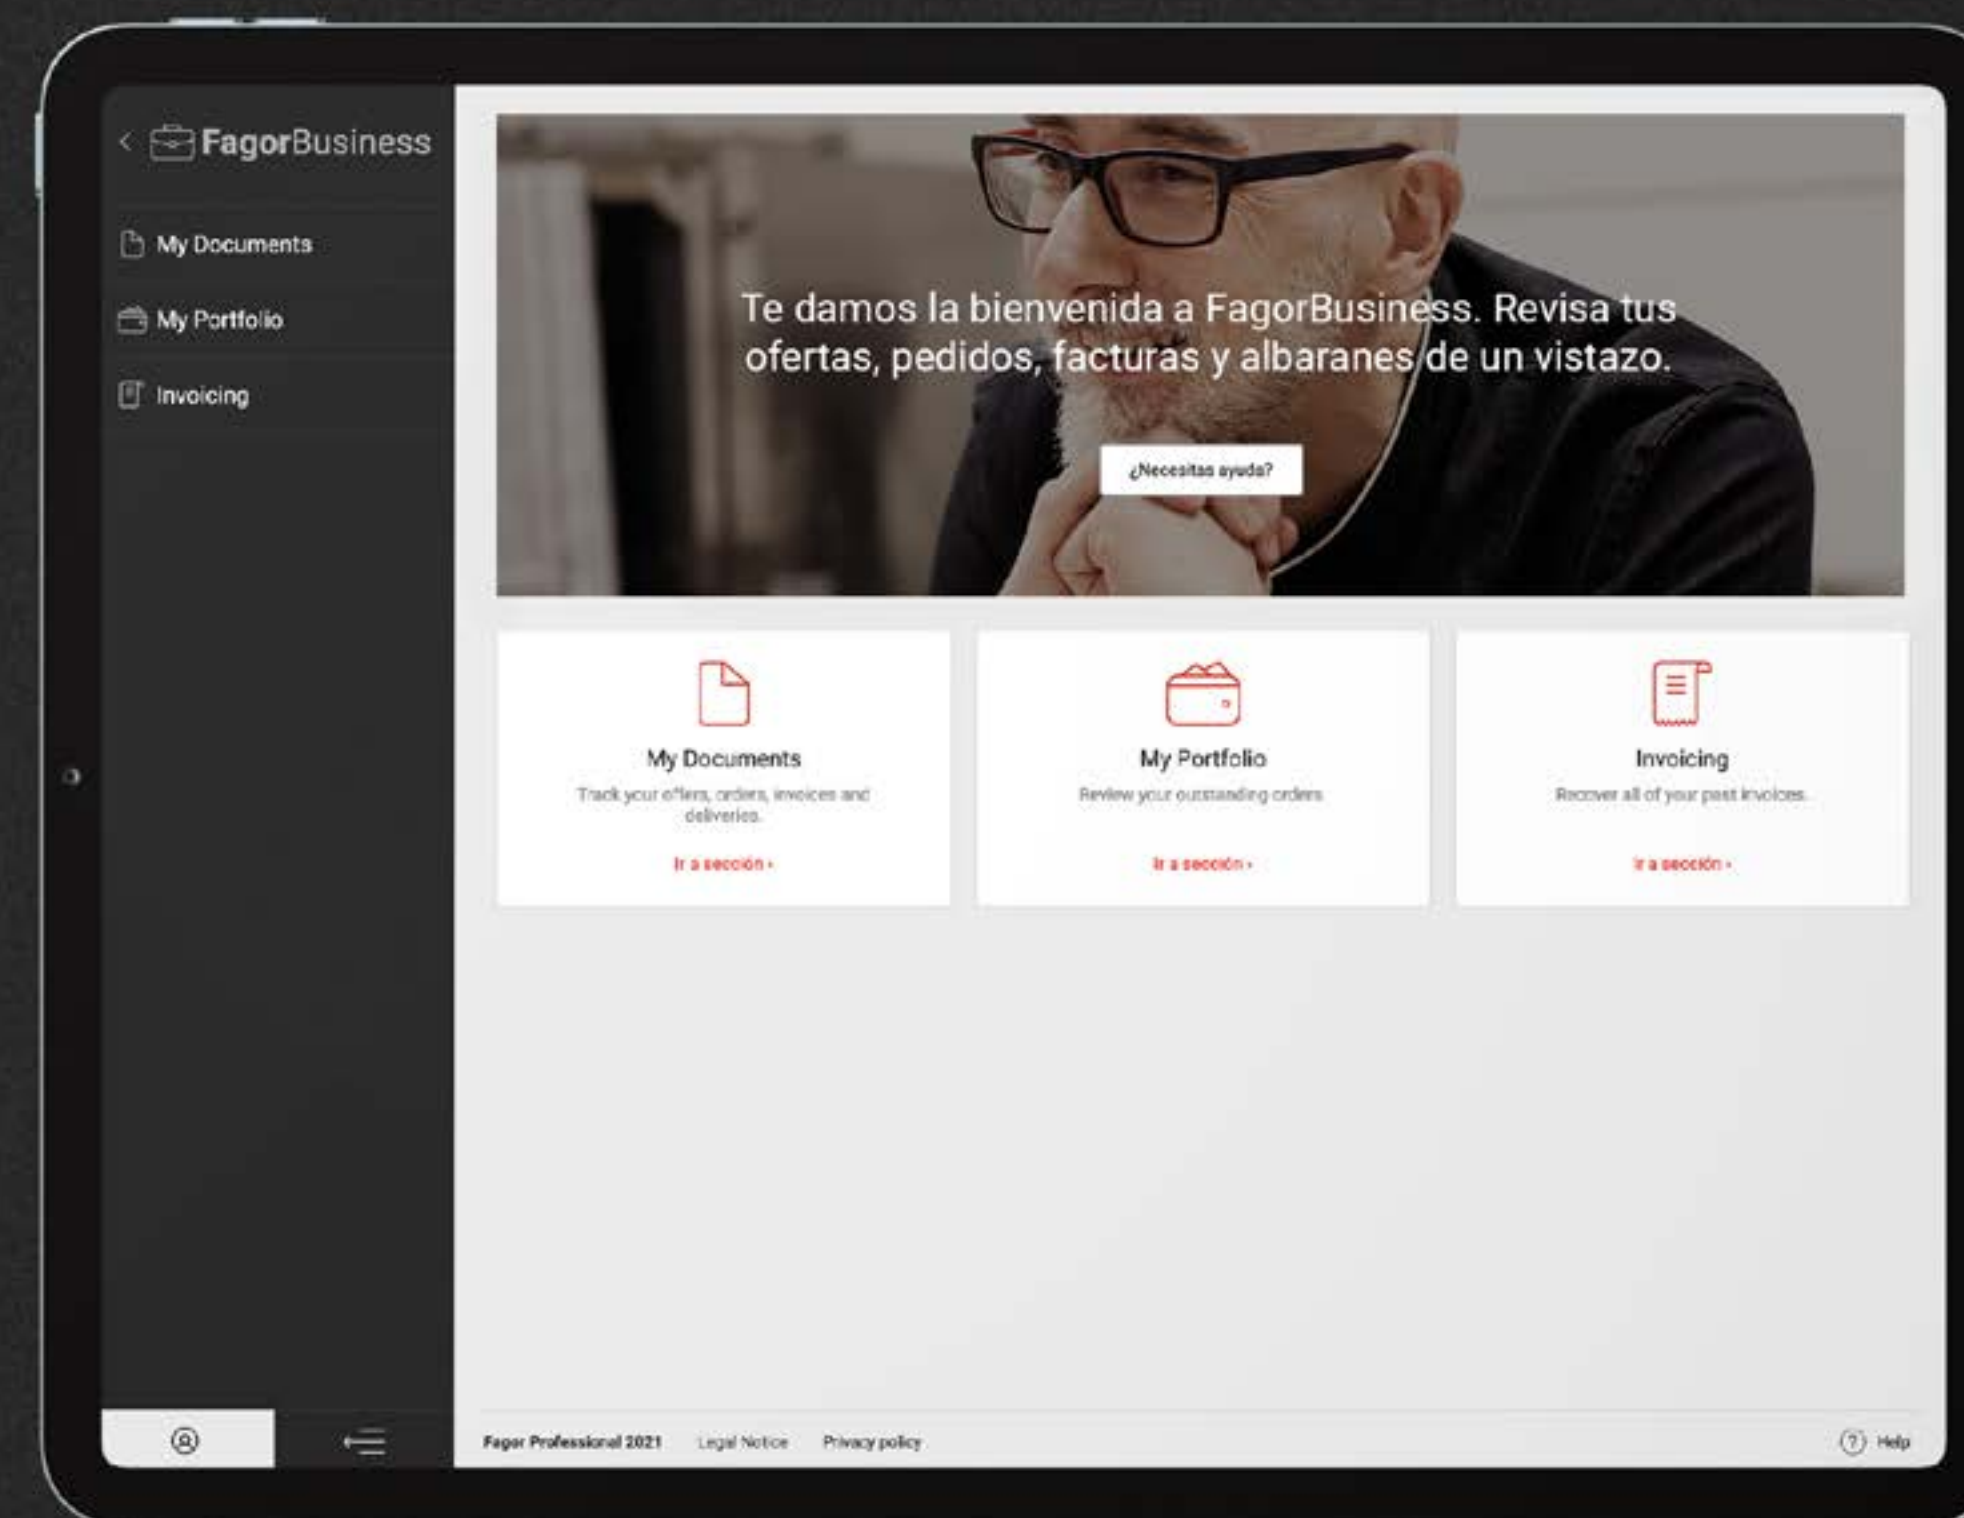 FagorBusiness
My Documents
My Portfolio
Invoicing
Te damos la bienvenida a FagorBusiness. Revisa tus
ofertas, pedidos, facturas y albaranes de un vistazo.
¿Necesitas ayuda?
My Documents
Track your offers, orders, invoices and
deliveries.
Ir a sección ›
My Portfolio
Review your outstanding orders
Ir a sección ›
Invoicing
Recover all of your past invoices.
Ir a sección ›
Fagor Professional 2021 Legal Notice Privacy policy
? Help